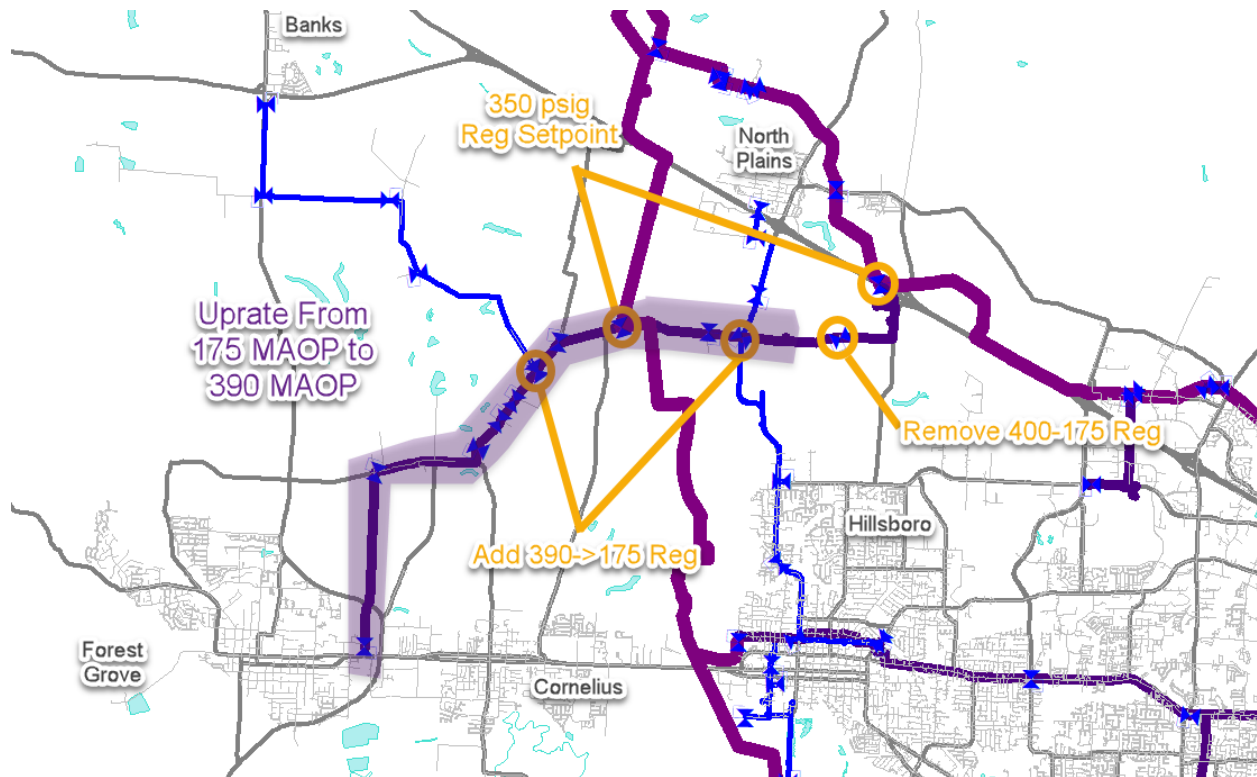 Banks
350 psig
Reg Setpoint
North
Plains
Uprate From
175 MAOP to
390 MAOP
Remove 400-175 Reg
Hillsboro
Add 390->175 Reg
Forest
Grove
Cornelius